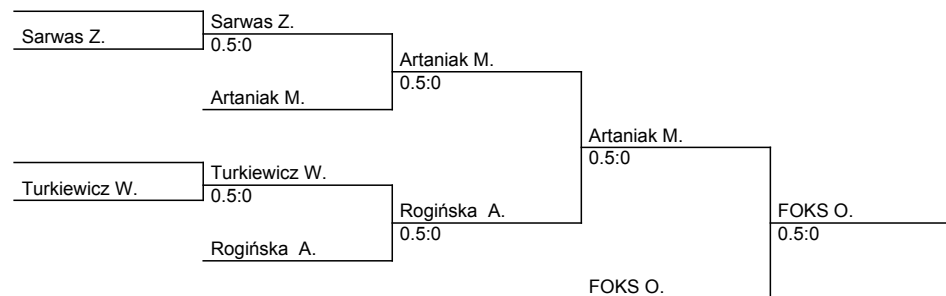 Sarwas Z.
Sarwas Z.
0.5:0
Artaniak M.
Artaniak M.
0.5:0
Artaniak M.
0.5:0
Turkiewicz W.
Turkiewicz W.
0.5:0
Rogińska A.
0.5:0
Rogińska A.
FOKS O.
0.5:0
FOKS O.